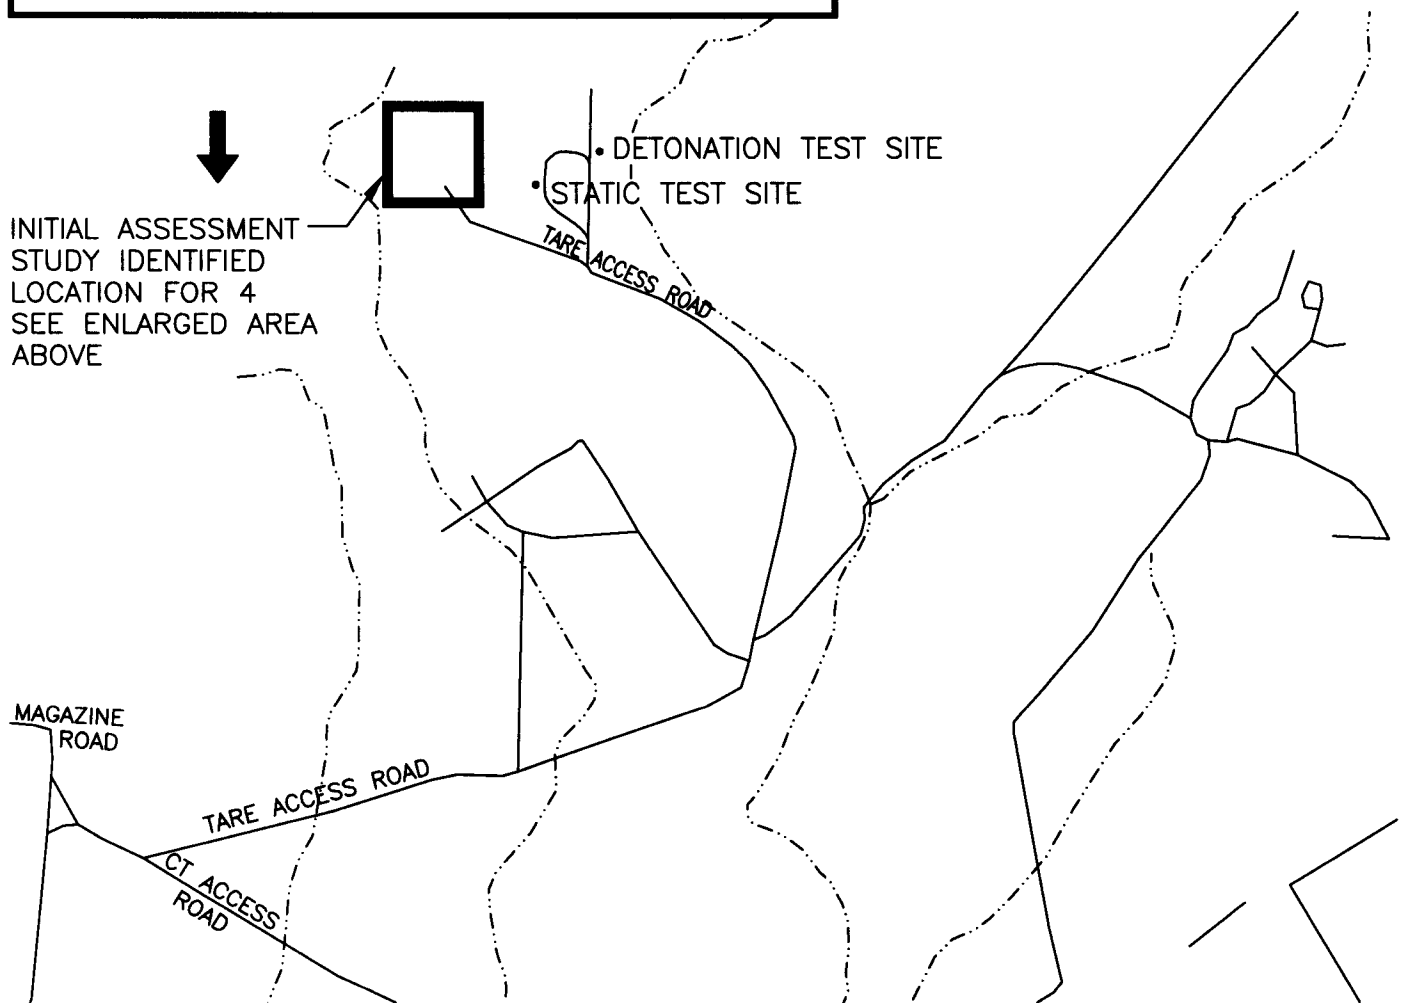 DETONATION TEST SITE
STATIC TEST SITE
INITIAL ASSESSMENT
STUDY IDENTIFIED
LOCATION FOR 4
SEE ENLARGED AREA
ABOVE
TARE ACCESS ROAD
MAGAZINE
ROAD
TARE ACCESS ROAD
CT ACCESS
ROAD